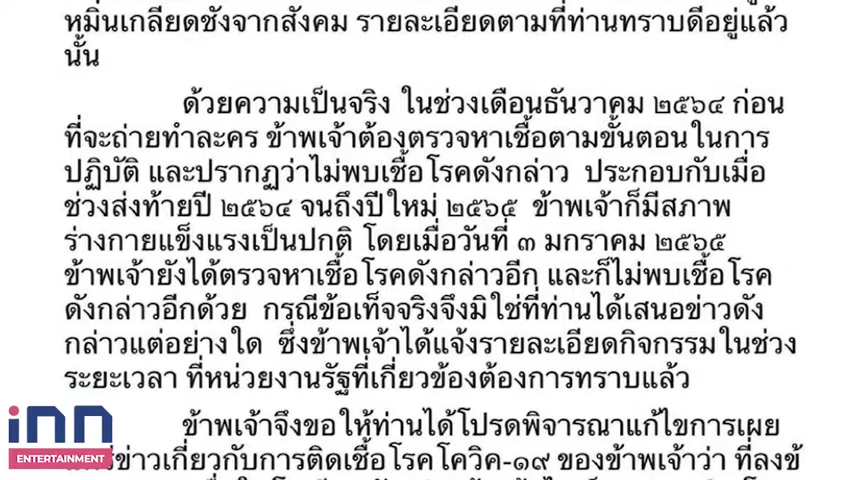 หมิ่นเกลียดชังจากสังคม รายละเอียดตามที่ท่านทราบดีอยู่แล้ว
นั้น
ด้วยความเป็นจริง ในช่วงเดือนธันวาคม ๒๕๖๔ ก่อน
ที่จะถ่ายทำละคร ข้าพเจ้าต้องตรวจหาเชื้อตามขั้นตอนในการ
ปฏิบัติ และปรากฏว่าไม่พบเชื้อโรคดังกล่าว ประกอบกับเมื่อ
ช่วงส่งท้ายปี ๒๕๖๔ จนถึงปีใหม่ ๒๕๖๕ ข้าพเจ้าก็มีสภาพ
ร่างกายแข็งแรงเป็นปกติ โดยเมื่อวันที่ ๓ มกราคม ๒๕๖๕
ข้าพเจ้ายังได้ตรวจหาเชื้อโรคดังกล่าวอีก และก็ไม่พบเชื้อโรค
ดังกล่าวอีกด้วย กรณีข้อเท็จจริงจึงมิใช่ที่ท่านได้เสนอข่าวดัง
กล่าวแต่อย่างใด ซึ่งข้าพเจ้าได้แจ้งรายละเอียดกิจกรรมในช่วง
ระยะเวลา ที่หน่วยงานรัฐที่เกี่ยวข้องต้องการทราบแล้ว
ข้าพเจ้าจึงขอให้ท่านได้โปรดพิจารณาแก้ไขการเผย
ข่าวเกี่ยวกับการติดเชื้อโรคโควิค-๑๙ ของข้าพเจ้าว่า ที่ลงข้
inn
ENTERTAINMENT